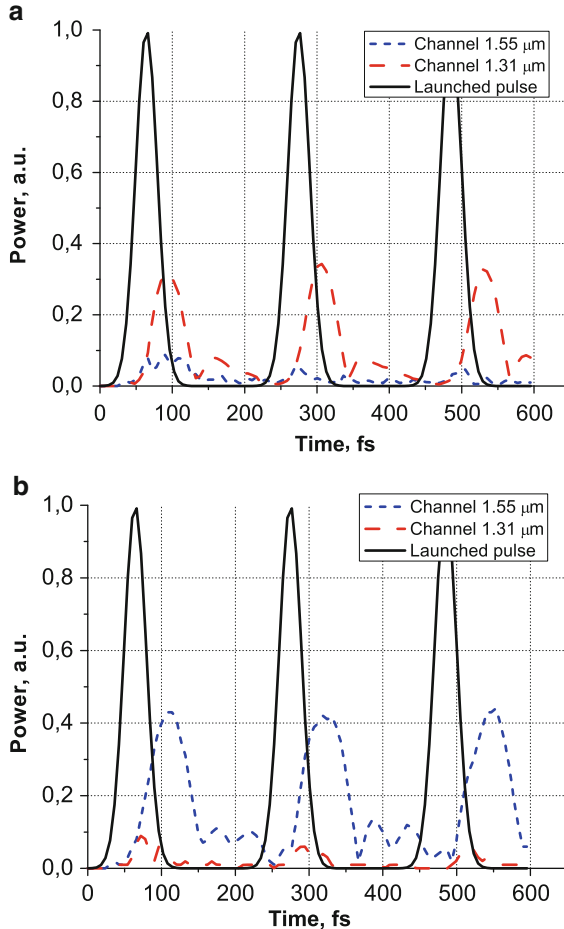 a
1,0
0,8
0,6
0,4
0,2
0,0
Power, a.u.
Channel 1.55 μm
Channel 1.31 μm
Launched pulse
0 100 200 300 400 500 600
Time, fs
b
1,0
0,8
0,6
0,4
0,2
0,0
Power, a.u.
Channel 1.55 μm
Channel 1.31 μm
Launched pulse
0 100 200 300 400 500 600
Time, fs